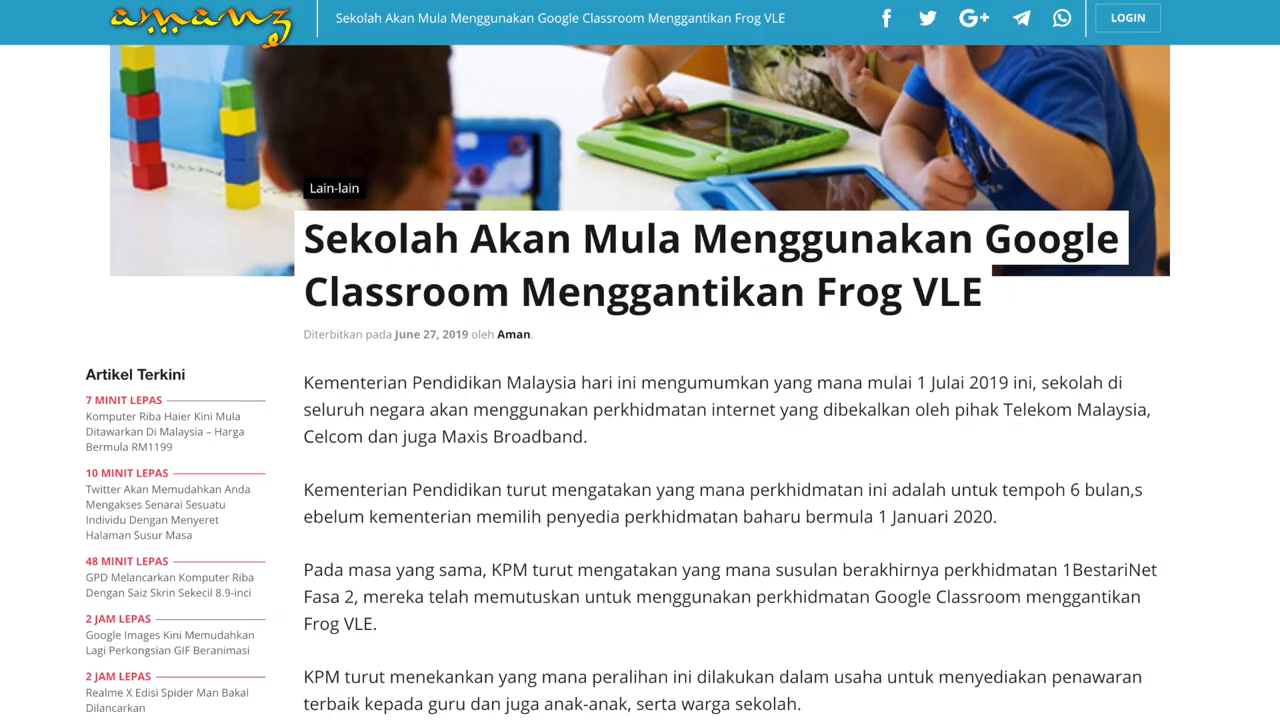 amanz
Sekolah Akan Mula Menggunakan Google Classroom Menggantikan Frog VLE
LOGIN
Lain-lain
Sekolah Akan Mula Menggunakan Google
Classroom Menggantikan Frog VLE
Diterbitkan pada June 27, 2019 oleh Aman.
Artikel Terkini
7 MINIT LEPAS
Komputer Riba Haier Kini Mula
Ditawarkan Di Malaysia – Harga
Bermula RM1199
10 MINIT LEPAS
Twitter Akan Memudahkan Anda
Mengakses Senarai Sesuatu
Individu Dengan Menyeret
Halaman Susur Masa
48 MINIT LEPAS
GPD Melancarkan Komputer Riba
Dengan Saiz Skrin Sekecil 8.9-inci
2 JAM LEPAS
Google Images Kini Memudahkan
Lagi Perkongsian GIF Beranimasi
2 JAM LEPAS
Realme X Edisi Spider Man Bakal
Dilancarkan
Kementerian Pendidikan Malaysia hari ini mengumumkan yang mana mulai 1 Julai 2019 ini, sekolah di
seluruh negara akan menggunakan perkhidmatan internet yang dibekalkan oleh pihak Telekom Malaysia,
Celcom dan juga Maxis Broadband.
Kementerian Pendidikan turut mengatakan yang mana perkhidmatan ini adalah untuk tempoh 6 bulan,s
ebelum kementerian memilih penyedia perkhidmatan baharu bermula 1 Januari 2020.
Pada masa yang sama, KPM turut mengatakan yang mana susulan berakhirnya perkhidmatan 1BestariNet
Fasa 2, mereka telah memutuskan untuk menggunakan perkhidmatan Google Classroom menggantikan
Frog VLE.
KPM turut menekankan yang mana peralihan ini dilakukan dalam usaha untuk menyediakan penawaran
terbaik kepada guru dan juga anak-anak, serta warga sekolah.